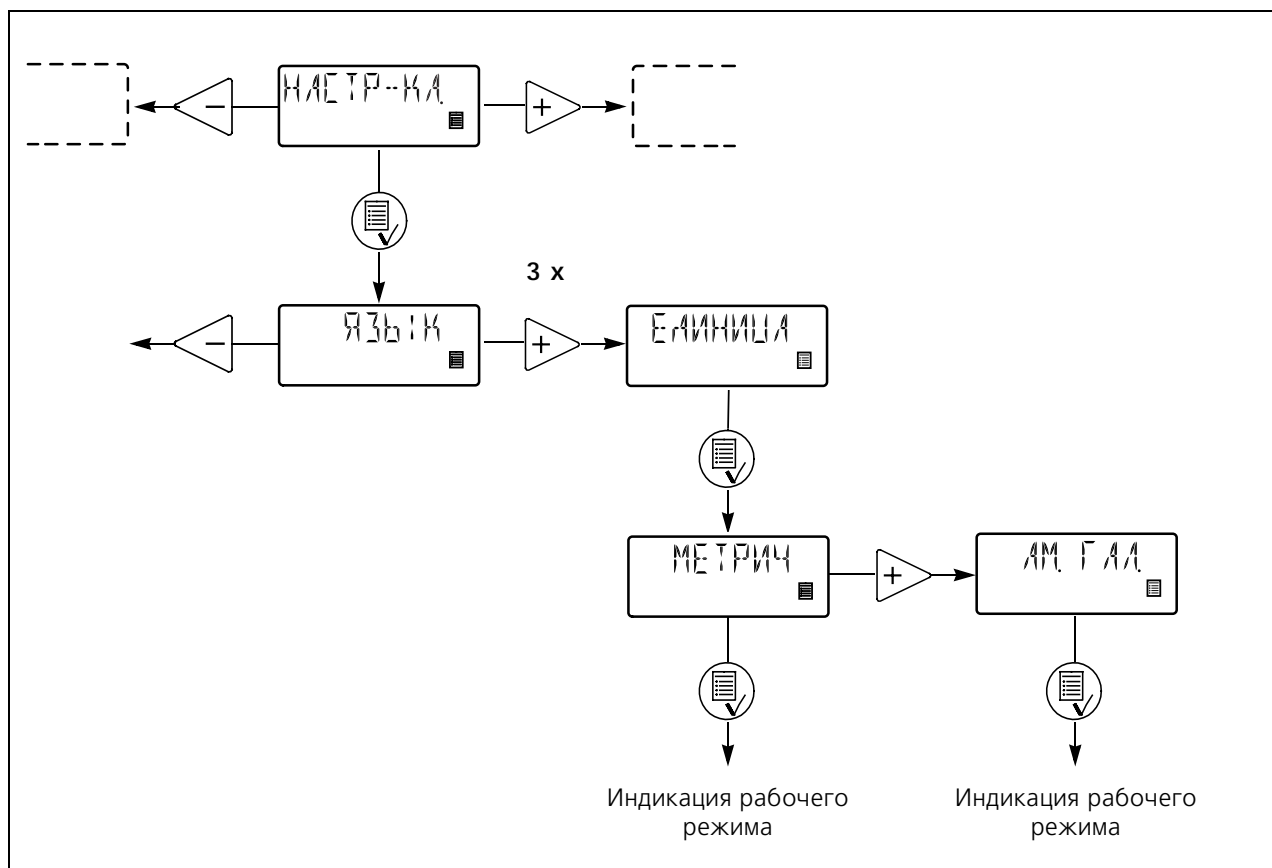 НАСТР-КА
3 x
ЯЗЫК
ЕДИНИЦА
МЕТРИЧ
АМ. ГАЛ.
Индикация рабочего
режима
Индикация рабочего
режима